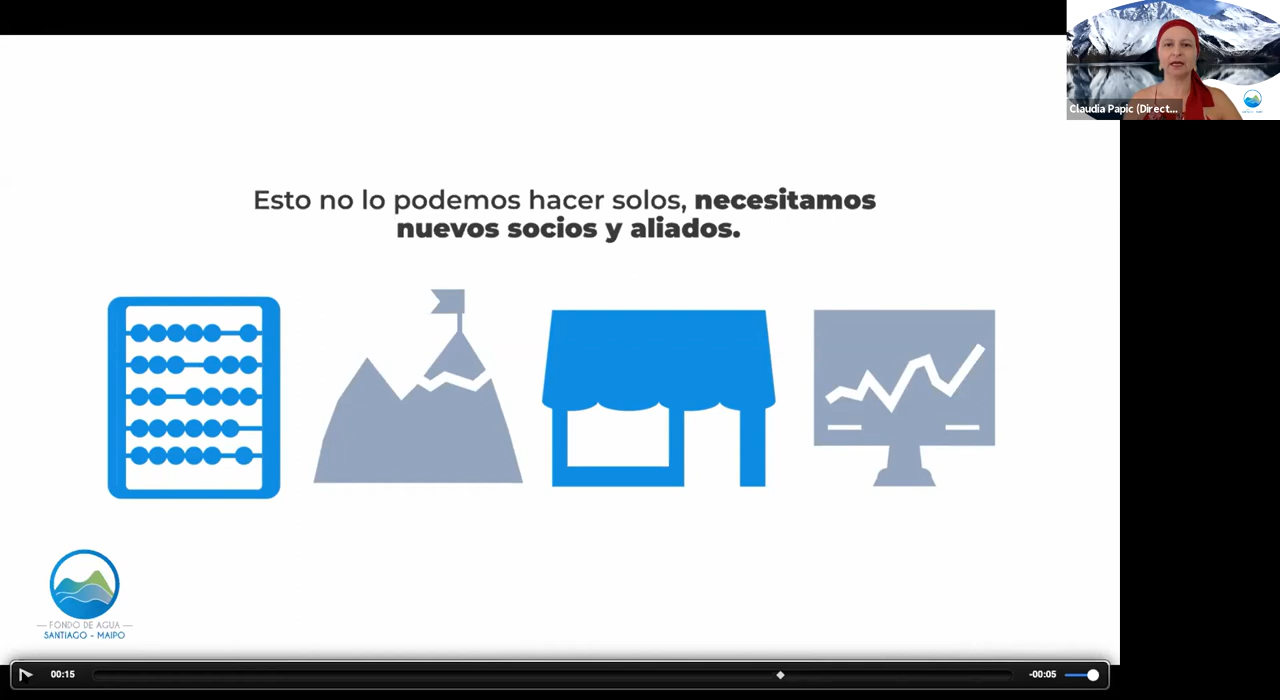 Claudia Papic (Direct...
Esto no lo podemos hacer solos, necesitamos
nuevos socios y aliados.
FONDO DE AGUA
SANTIAGO - MAIPO
00:15
-00:05